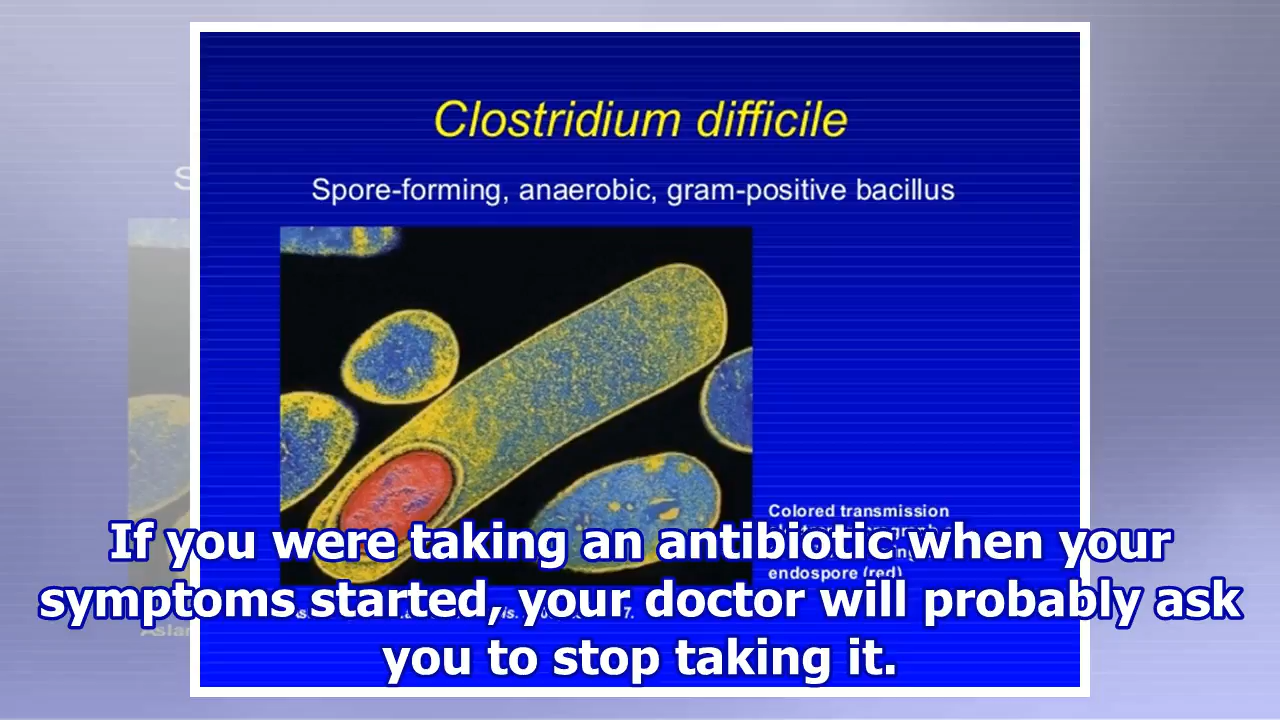 Clostridium difficile
Spore-forming, anaerobic, gram-positive bacillus
Colored transmission
endospore (red)
If you were taking an antibiotic when your
symptoms started, your doctor will probably ask
you to stop taking it.